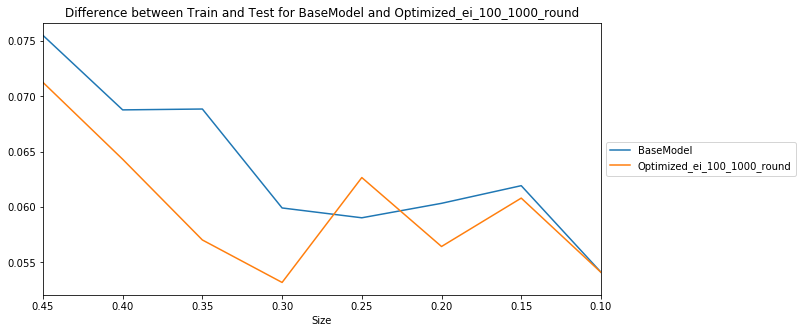 Difference between Train and Test for BaseModel and Optimized_ei_100_1000_round
0.075
0.070
0.065
0.060
0.055
0.45 0.40 0.35 0.30 0.25 0.20 0.15 0.10
Size
BaseModel
Optimized_ei_100_1000_round